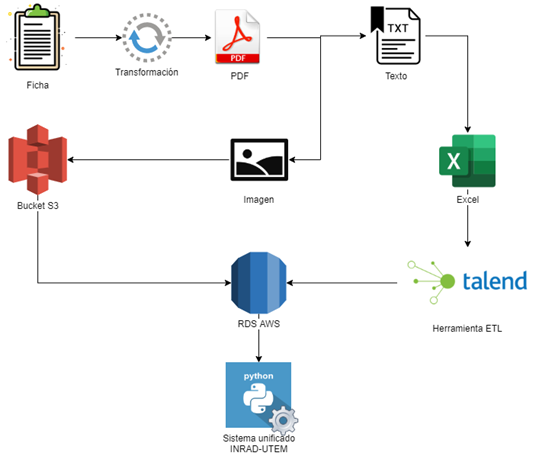 TXT
PDF
Ficha
Transformación
PDF
Texto
X
Bucket S3
Imagen
Excel
talend
RDS AWS
Herramienta ETL
python
Sistema unificado
INRAD-UTEM